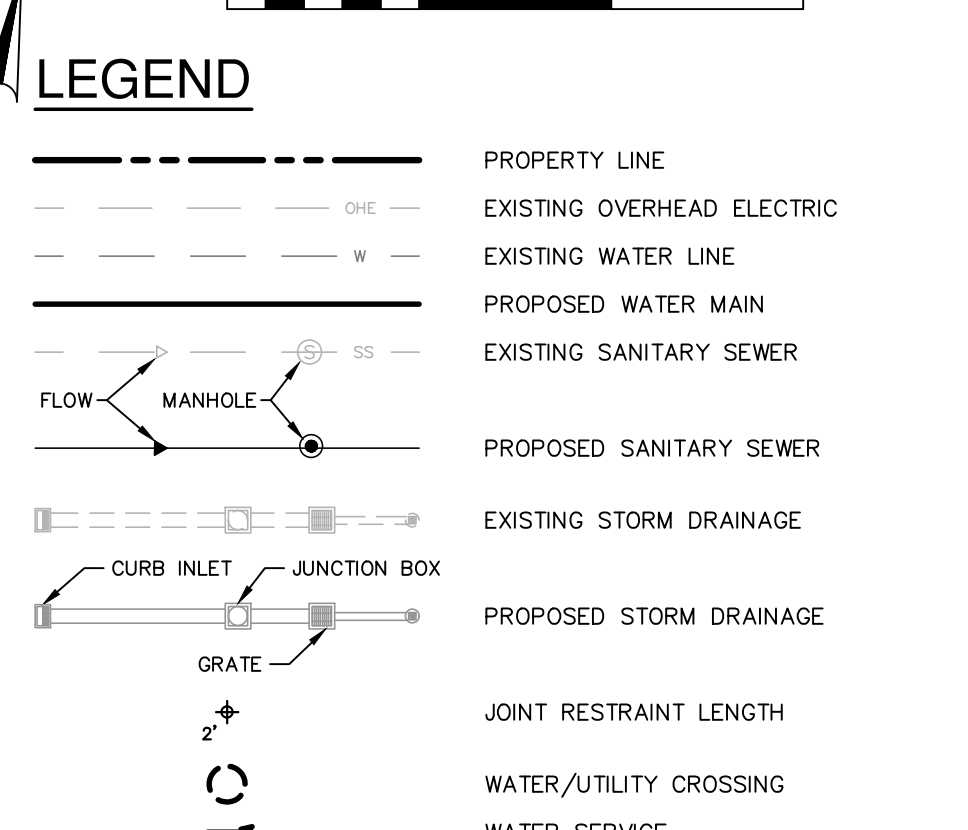 LEGEND
PROPERTY LINE
OHE EXISTING OVERHEAD ELECTRIC
W EXISTING WATER LINE
PROPOSED WATER MAIN
S SS EXISTING SANITARY SEWER
FLOW MANHOLE
PROPOSED SANITARY SEWER
EXISTING STORM DRAINAGE
CURB INLET JUNCTION BOX
PROPOSED STORM DRAINAGE
GRATE
JOINT RESTRAINT LENGTH
2'
WATER/UTILITY CROSSING
WATER SERVICE